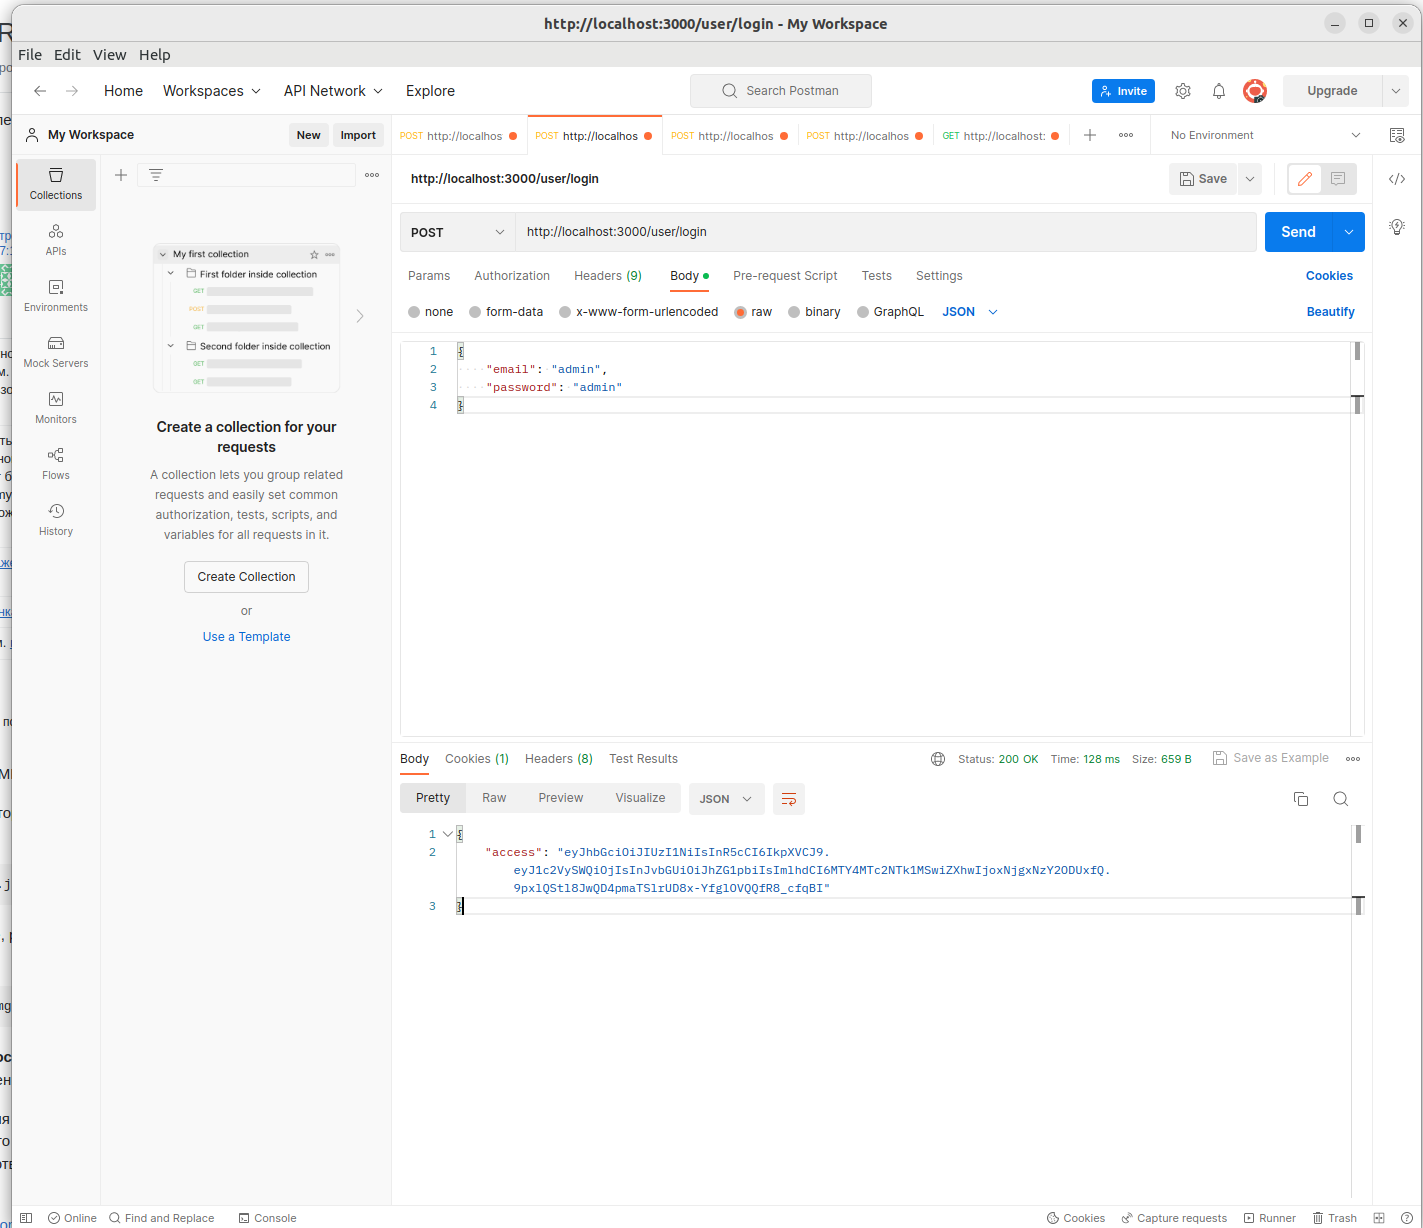 http://localhost:3000/user/login - My Workspace
File Edit View Help
Home Workspaces API Network Explore Search Postman Invite Upgrade
My Workspace New Import
POST http://localhos POST http://localhos POST http://localhos POST http://localhos GET http://localhost: No Environment
http://localhost:3000/user/login Save
POST http://localhost:3000/user/login Send
Params Authorization Headers (9) Body Pre-request Script Tests Settings Cookies
none form-data x-www-form-urlencoded raw binary GraphQL JSON Beautify
1 {
2 "email": "admin",
3 "password": "admin"
4 }
Collections
APIs
Environments
Mock Servers
Monitors
Flows
History
My first collection
First folder inside collection
GET
POST
GET
Second folder inside collection
GET
GET
Create a collection for your
requests
A collection lets you group related
requests and easily set common
authorization, tests, scripts, and
variables for all requests in it.
Create Collection
or
Use a Template
Body Cookies (1) Headers (8) Test Results Status: 200 OK Time: 128 ms Size: 659 B Save as Example
Pretty Raw Preview Visualize JSON
1 {
2 "access": "eyJhbGciOiJIUzI1NiIsInR5cCI6IkpXVCJ9.
eyJ1c2VySWQiOjIsInJvbGUiOiJhZG1pbiIsImlhdCI6MTY4MTc2NTk1MSwiZXhwIjoxNjgxNzY2ODUxfQ.
9pxlQStl8JwQD4pmaTSlrUD8x-YfglOVQQfR8_cfqBI"
3 }
Online Find and Replace Console Cookies Capture requests Runner Trash